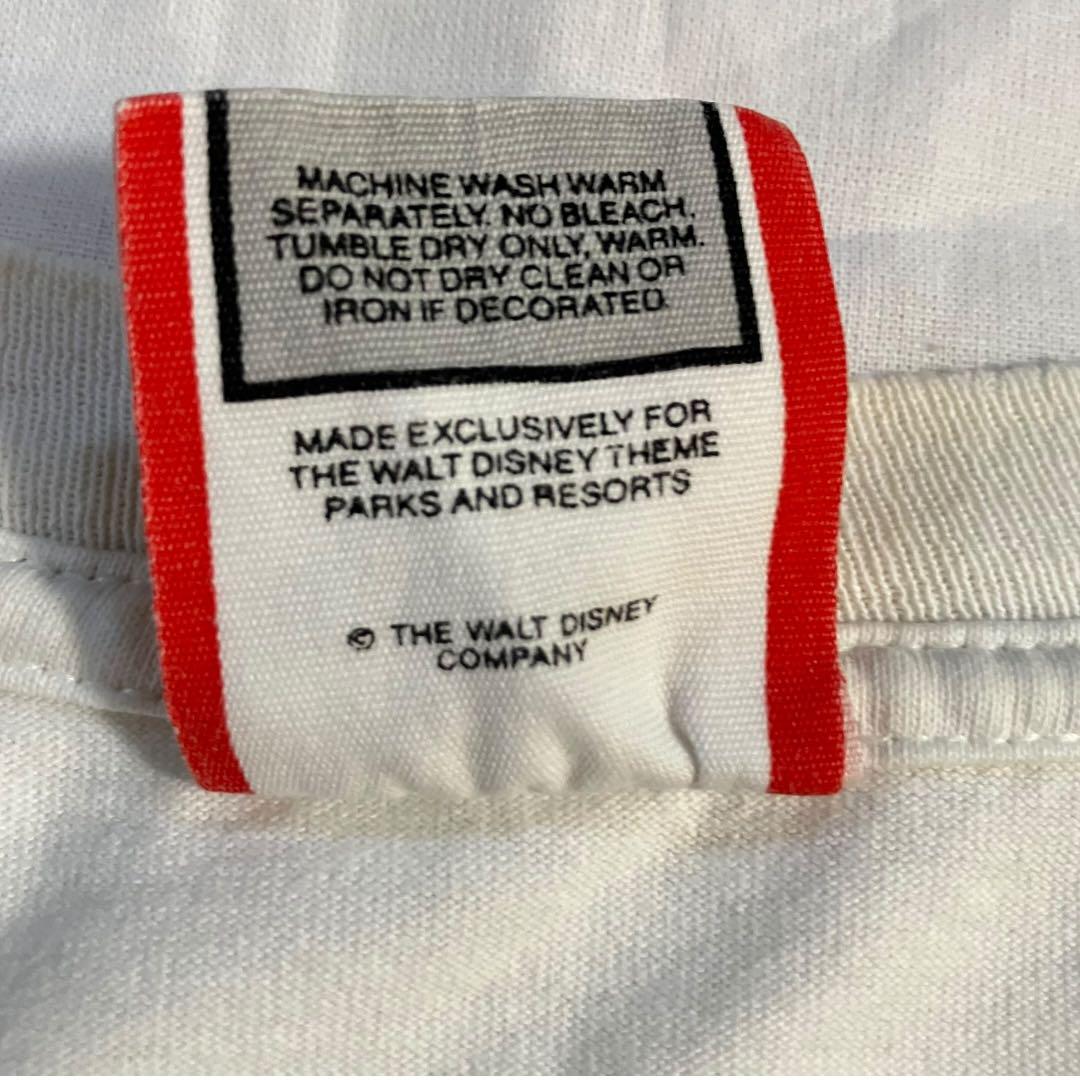 MACHINE WASH WARM
SEPARATELY. NO BLEACH.
TUMBLE DRY ONLY, WARM.
DO NOT DRY CLEAN OR
IRON IF DECORATED.
MADE EXCLUSIVELY FOR
THE WALT DISNEY THEME
PARKS AND RESORTS
© THE WALT DISNEY
COMPANY